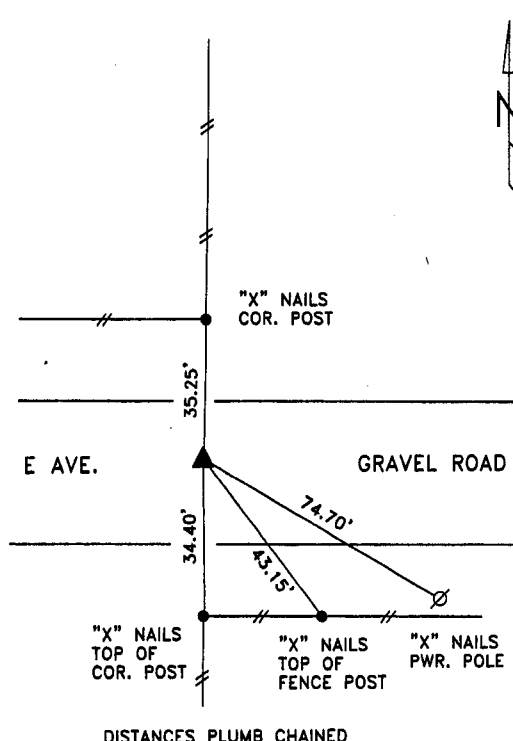 N
"X" NAILS
COR. POST
35.25'
E AVE.
GRAVEL ROAD
74.70'
34.40'
43.15'
"X" NAILS
TOP OF
COR. POST
"X" NAILS
TOP OF
FENCE POST
"X" NAILS
PWR. POLE
DISTANCES PLUMB CHAINED